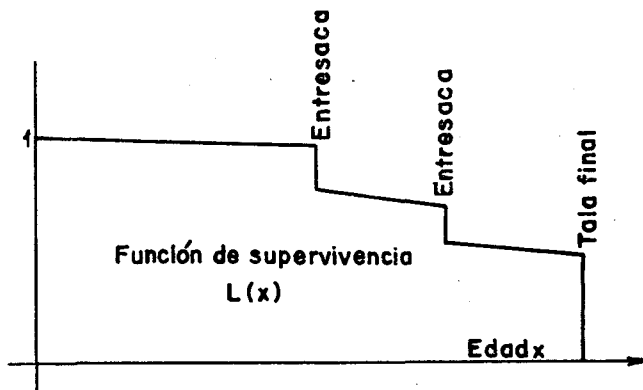 Entresaca
Entresaca
Tala final
1
Función de supervivencia
L(x)
Edadx